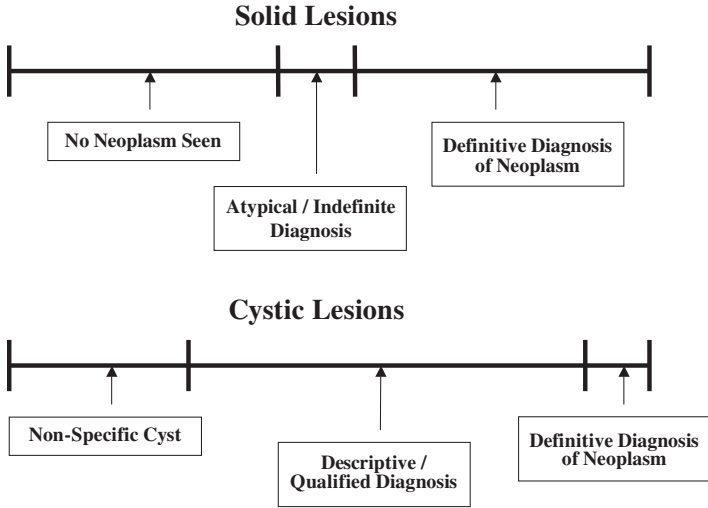 Solid Lesions
No Neoplasm Seen
Atypical / Indefinite
Diagnosis
Definitive Diagnosis
of Neoplasm
Cystic Lesions
Non-Specific Cyst
Descriptive /
Qualified Diagnosis
Definitive Diagnosis
of Neoplasm